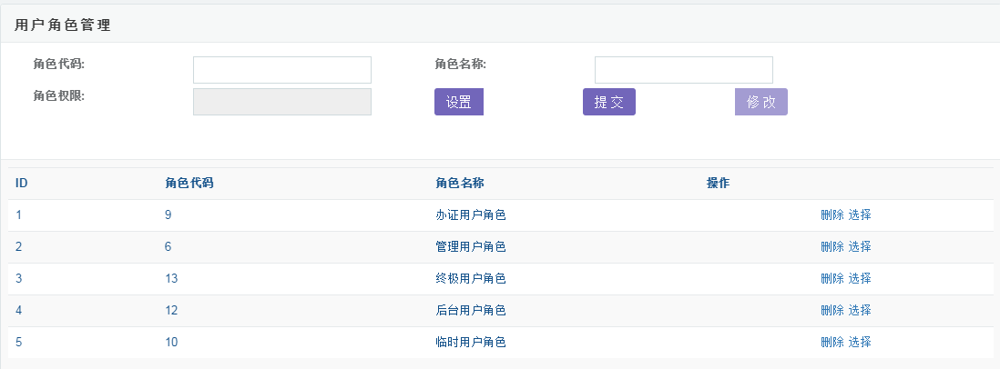 用户角色管理
角色代码: 角色名称:
角色权限: 设置 提交 修改
ID 角色代码 角色名称 操作
1 9 办证用户角色 删除 选择
2 6 管理用户角色 删除 选择
3 13 终极用户角色 删除 选择
4 12 后台用户角色 删除 选择
5 10 临时用户角色 删除 选择